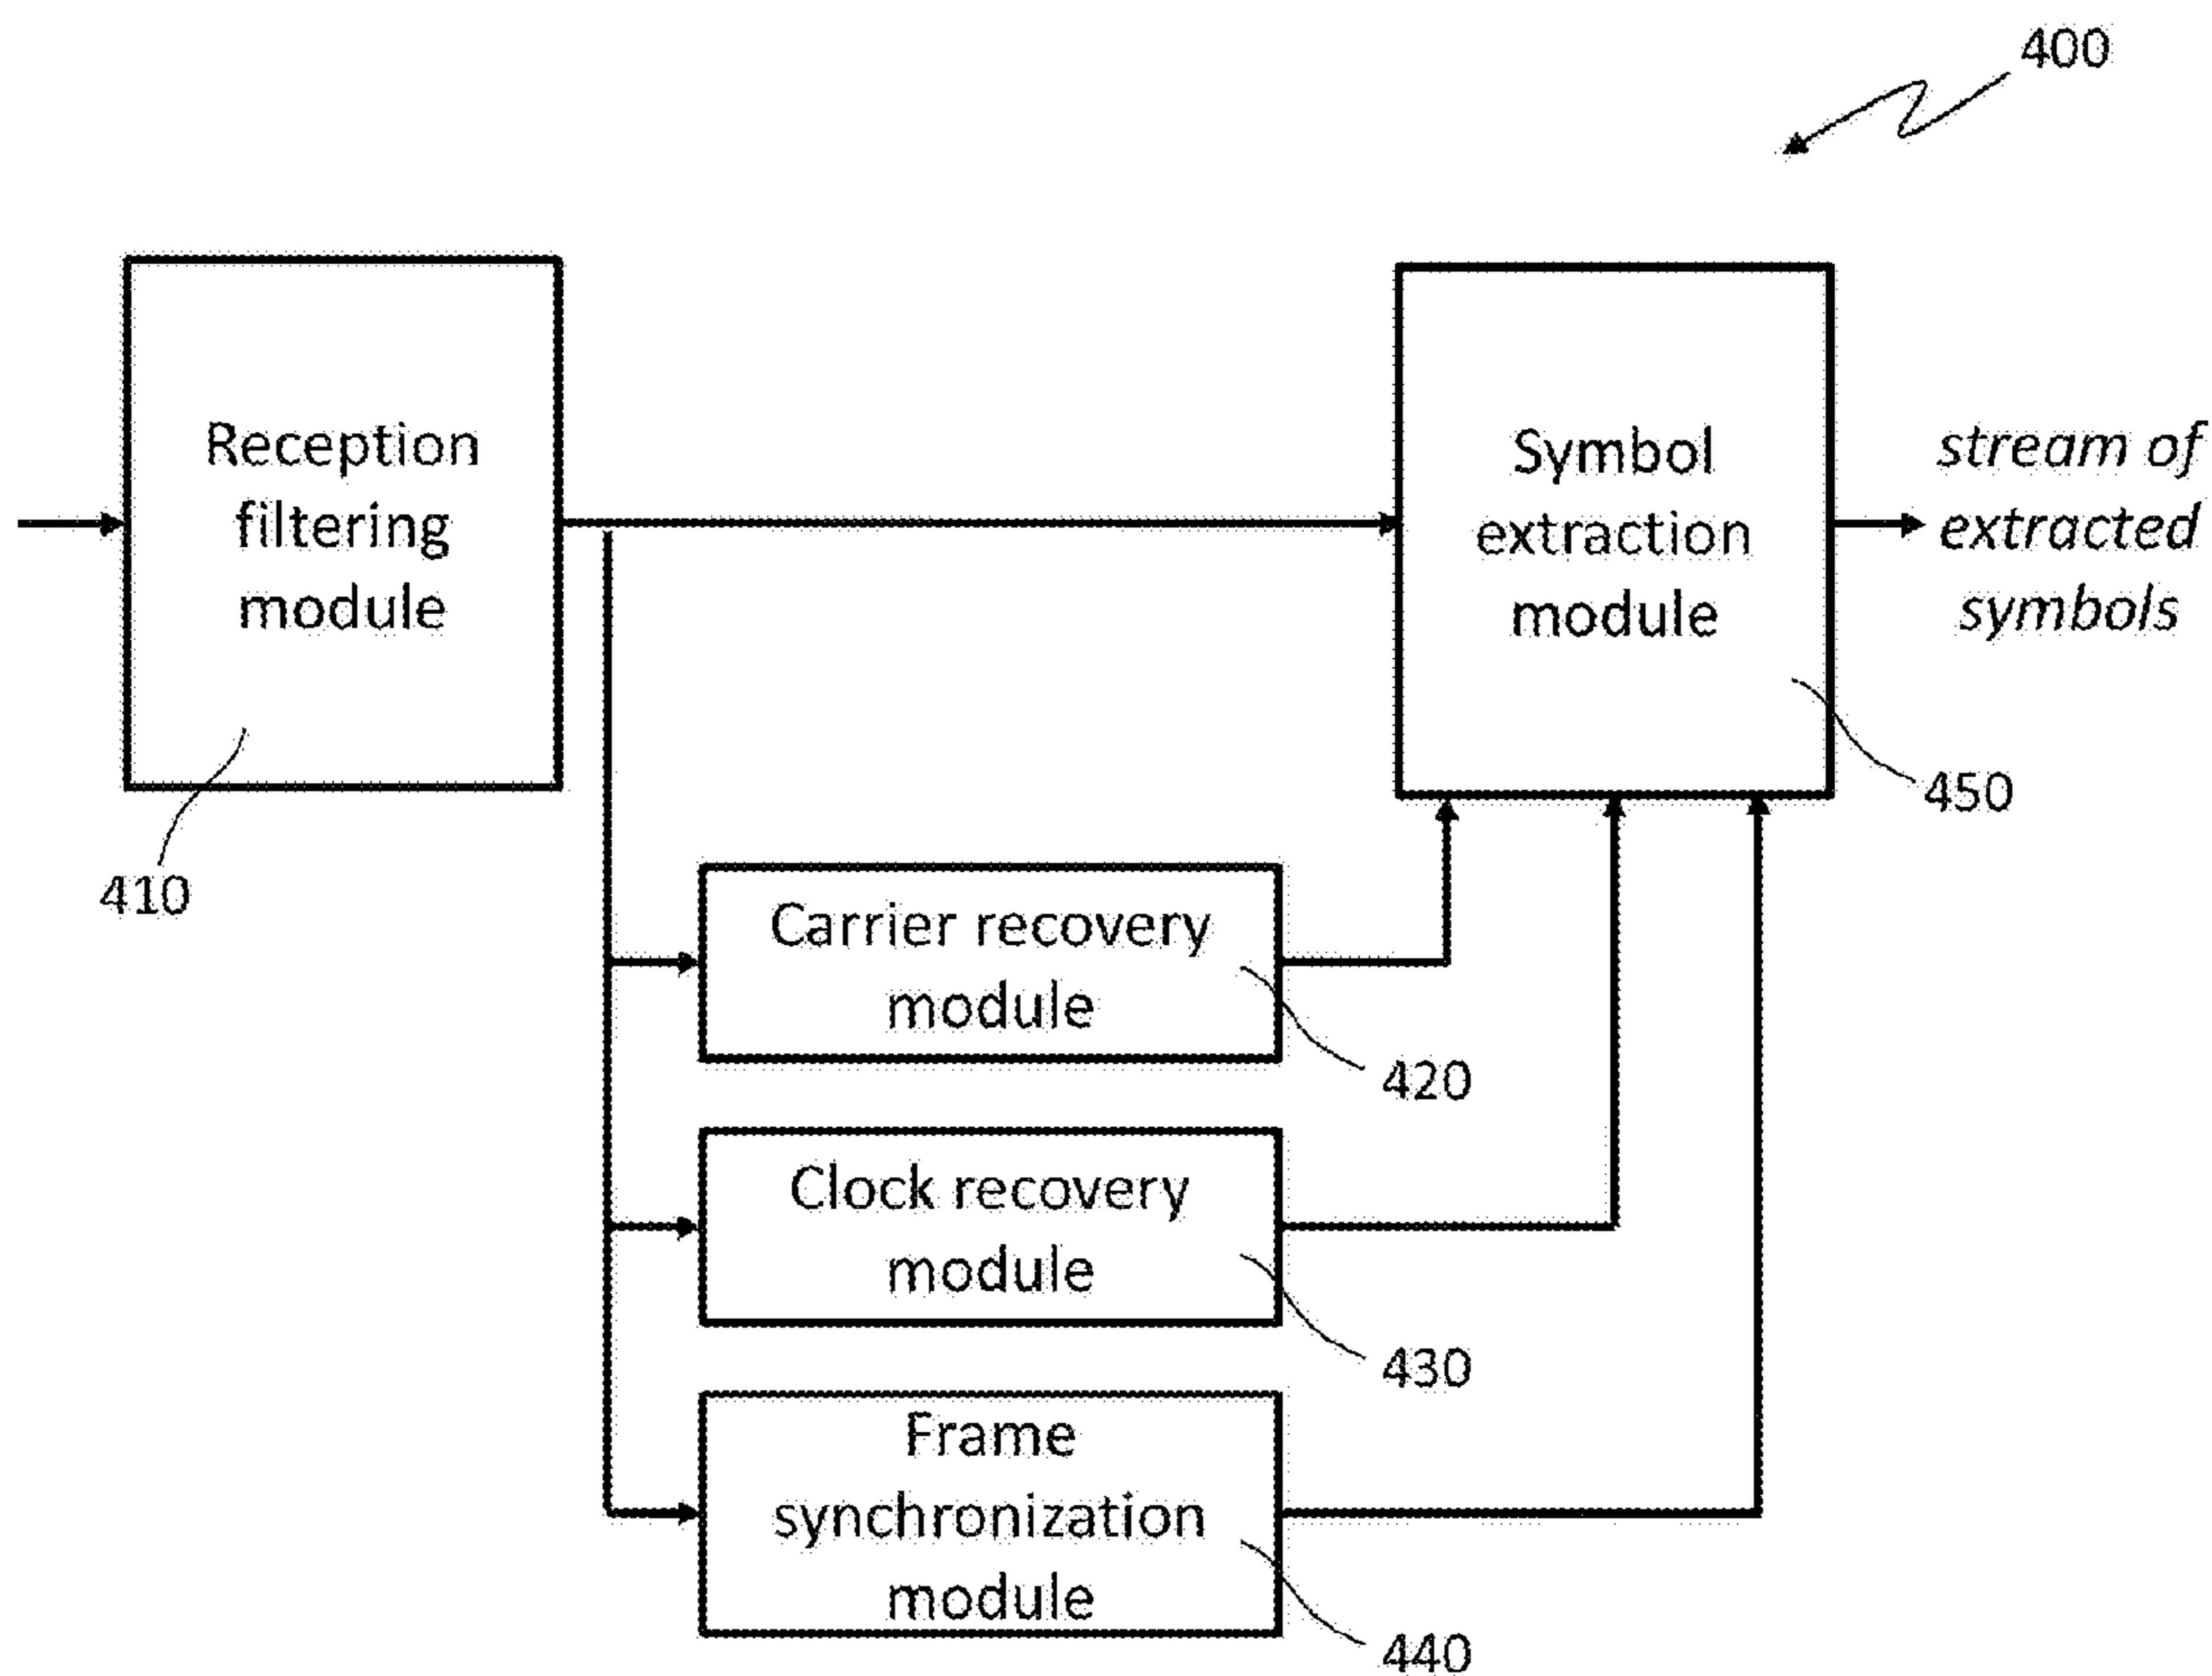 400
Reception
filtering
module
410
Symbol
extraction
module
450
stream of
extracted
symbols
Carrier recovery
module
420
Clock recovery
module
430
Frame
synchronization
module
440